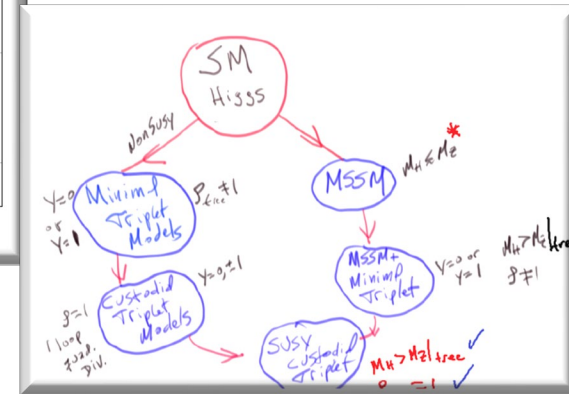 SM
Higgs
NonSusy
MSSM
MH ≤ MZ *
Y=0
or
Y=1
Minimal
Triplet
Models
ρtree ≠ 1
MSSM+
Minimal
Triplet
Y=0 or
Y=1
MH > MZ|tree
ρ ≠ 1
Custodial
Triplet
Models
Y=0,±1
ρ=1
1 loop
quad.
Div.
SUSY
Custodial
Triplet
MH > MZ|tree ✓
=1 ✓